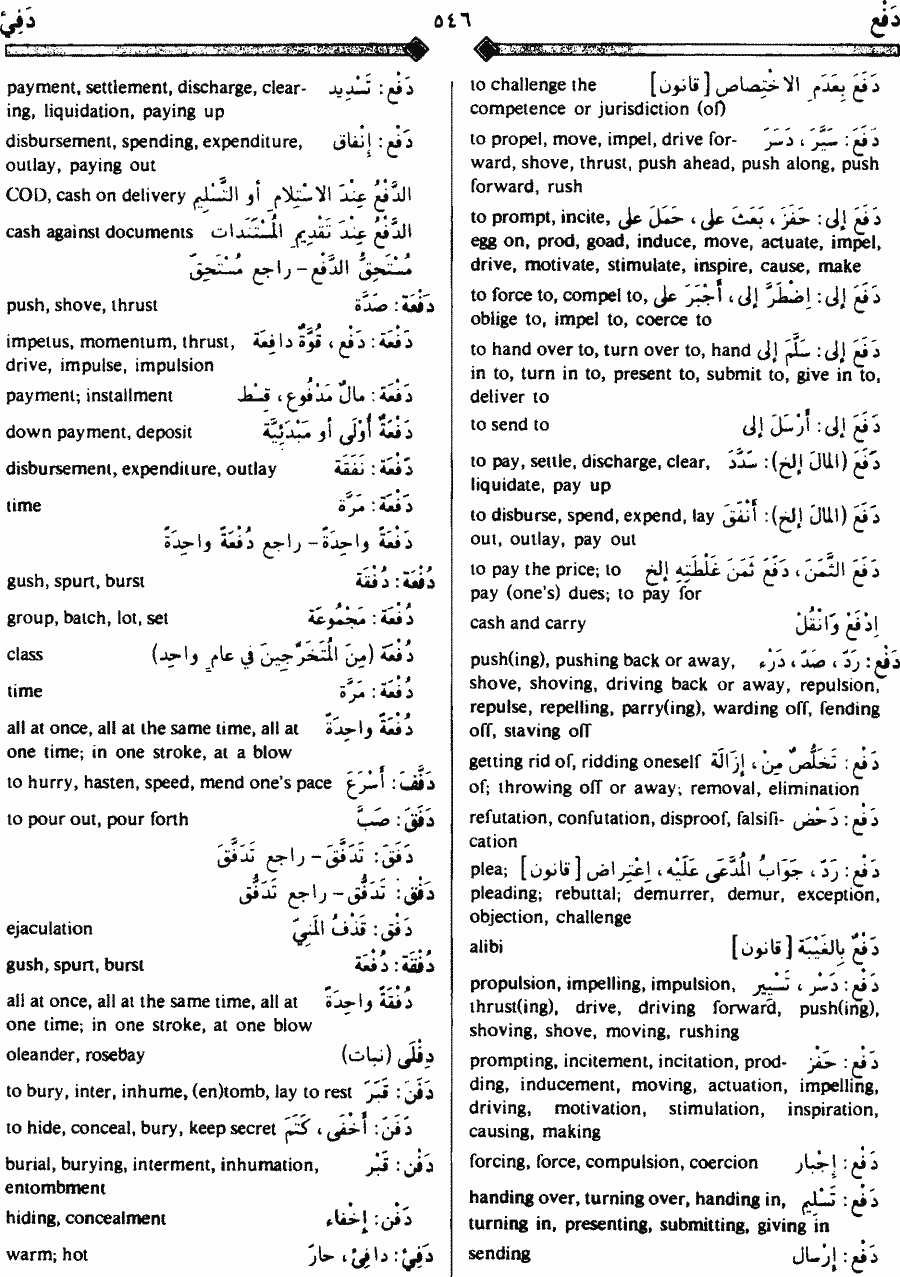 دَفْع ٥٤٦ دَفِيْء
to challenge the دَفَعَ بِعَدَمِ الاخْتِصاص [قانون]
competence or jurisdiction (of)
to propel, move, impel, drive for- دَفَعَ: سَيَّرَ، دَسَرَ
ward, shove, thrust, push ahead, push along, push
forward, rush
to prompt, incite, دَفَعَ إلى: حَفَزَ، بَعَثَ على، حَمَلَ على
egg on, prod, goad, induce, move, actuate, impel,
drive, motivate, stimulate, inspire, cause, make
to force to, compel to, دَفَعَ إلى: اِضْطَرَّ إلى، أَجْبَرَ على
oblige to, impel to, coerce to
to hand over to, turn over to, hand دَفَعَ إلى: سَلَّمَ إلى
in to, turn in to, present to, submit to, give in to,
deliver to
to send to دَفَعَ إلى: أَرْسَلَ إلى
to pay, settle, discharge, clear, دَفَعَ (المالَ إلخ): سَدَّدَ
liquidate, pay up
to disburse, spend, expend, lay دَفَعَ (المالَ إلخ): أَنْفَقَ
out, outlay, pay out
to pay the price; to دَفَعَ الثَّمَنَ، دَفَعَ ثَمَنَ غَلْطَتِهِ إلخ
pay (one's) dues; to pay for
cash and carry اِدْفَعْ وَانْقُلْ
push(ing), pushing back or away, دَفْع: رَدّ، صَدّ، دَرْء
shove, shoving, driving back or away, repulsion,
repulse, repelling, parry(ing), warding off, fending
off, staving off
getting rid of, ridding oneself دَفْع: تَخَلُّصٌ مِنْ، إزَالَة
of; throwing off or away; removal, elimination
refutation, confutation, disproof, falsifi- دَفْع: دَحْض
cation
plea; دَفْع: رَدّ، جَوَابُ المُدَّعَى عَلَيْه، اِعْتِراض [قانون]
pleading; rebuttal; demurrer, demur, exception,
objection, challenge
alibi دَفْعٌ بِالغَيْبَة [قانون]
propulsion, impelling, impulsion, دَفْع: دَسْر، تَسْيِير
thrust(ing), drive, driving forward, push(ing),
shoving, shove, moving, rushing
prompting, incitement, incitation, prod- دَفْع: حَفْز
ding, inducement, moving, actuation, impelling,
driving, motivation, stimulation, inspiration,
causing, making
forcing, force, compulsion, coercion دَفْع: إجْبار
handing over, turning over, handing in, دَفْع: تَسْلِيم
turning in, presenting, submitting, giving in
sending دَفْع: إرْسال
payment, settlement, discharge, clear- دَفْع: تَسْدِيد
ing, liquidation, paying up
disbursement, spending, expenditure, دَفْع: إنْفاق
outlay, paying out
COD, cash on delivery الدَّفْعُ عِنْدَ الاسْتِلامِ أو التَّسْلِيم
cash against documents الدَّفْعُ عِنْدَ تَقْدِيمِ المُسْتَنَدات
مُسْتَحِقُّ الدَّفْع - راجع مُسْتَحِقّ
push, shove, thrust دَفْعَة: صَدَّة
impetus, momentum, thrust, دَفْعَة: دَفْع، قُوَّةٌ دافِعَة
drive, impulse, impulsion
payment; installment دَفْعَة: مالٌ مَدْفُوع، قِسْط
down payment, deposit دَفْعَةٌ أُولَى أو مَبْدَئِيَّة
disbursement, expenditure, outlay دَفْعَة: نَفَقَة
time دَفْعَة: مَرَّة
دَفْعَةً واحِدَةً - راجع دُفْعَةً واحِدَةً
gush, spurt, burst دُفْعَة: دُفْقَة
group, batch, lot, set دُفْعَة: مَجْمُوعَة
class دُفْعَة (مِنَ المُتَخَرِّجِينَ في عامٍ واحِد)
time دُفْعَة: مَرَّة
all at once, all at the same time, all at دُفْعَةً واحِدَةً
one time; in one stroke, at a blow
to hurry, hasten, speed, mend one's pace دَفَّفَ: أَسْرَعَ
to pour out, pour forth دَفَقَ: صَبَّ
دَفَقَ: تَدَفَّقَ - راجع تَدَفَّقَ
دَفْق: تَدَفُّق - راجع تَدَفُّق
ejaculation دَفْق: قَذْفُ المَنِيّ
gush, spurt, burst دُفْقَة: دُفْعَة
all at once, all at the same time, all at دُفْقَةً واحِدَةً
one time; in one stroke, at one blow
oleander, rosebay دِفْلَى (نبات)
to bury, inter, inhume, (en)tomb, lay to rest دَفَنَ: قَبَرَ
to hide, conceal, bury, keep secret دَفَنَ: أَخْفَى، كَتَمَ
burial, burying, interment, inhumation, دَفْن: قَبْر
entombment
hiding, concealment دَفْن: إخْفاء
warm; hot دَفِيْء: دافِئ، حارّ